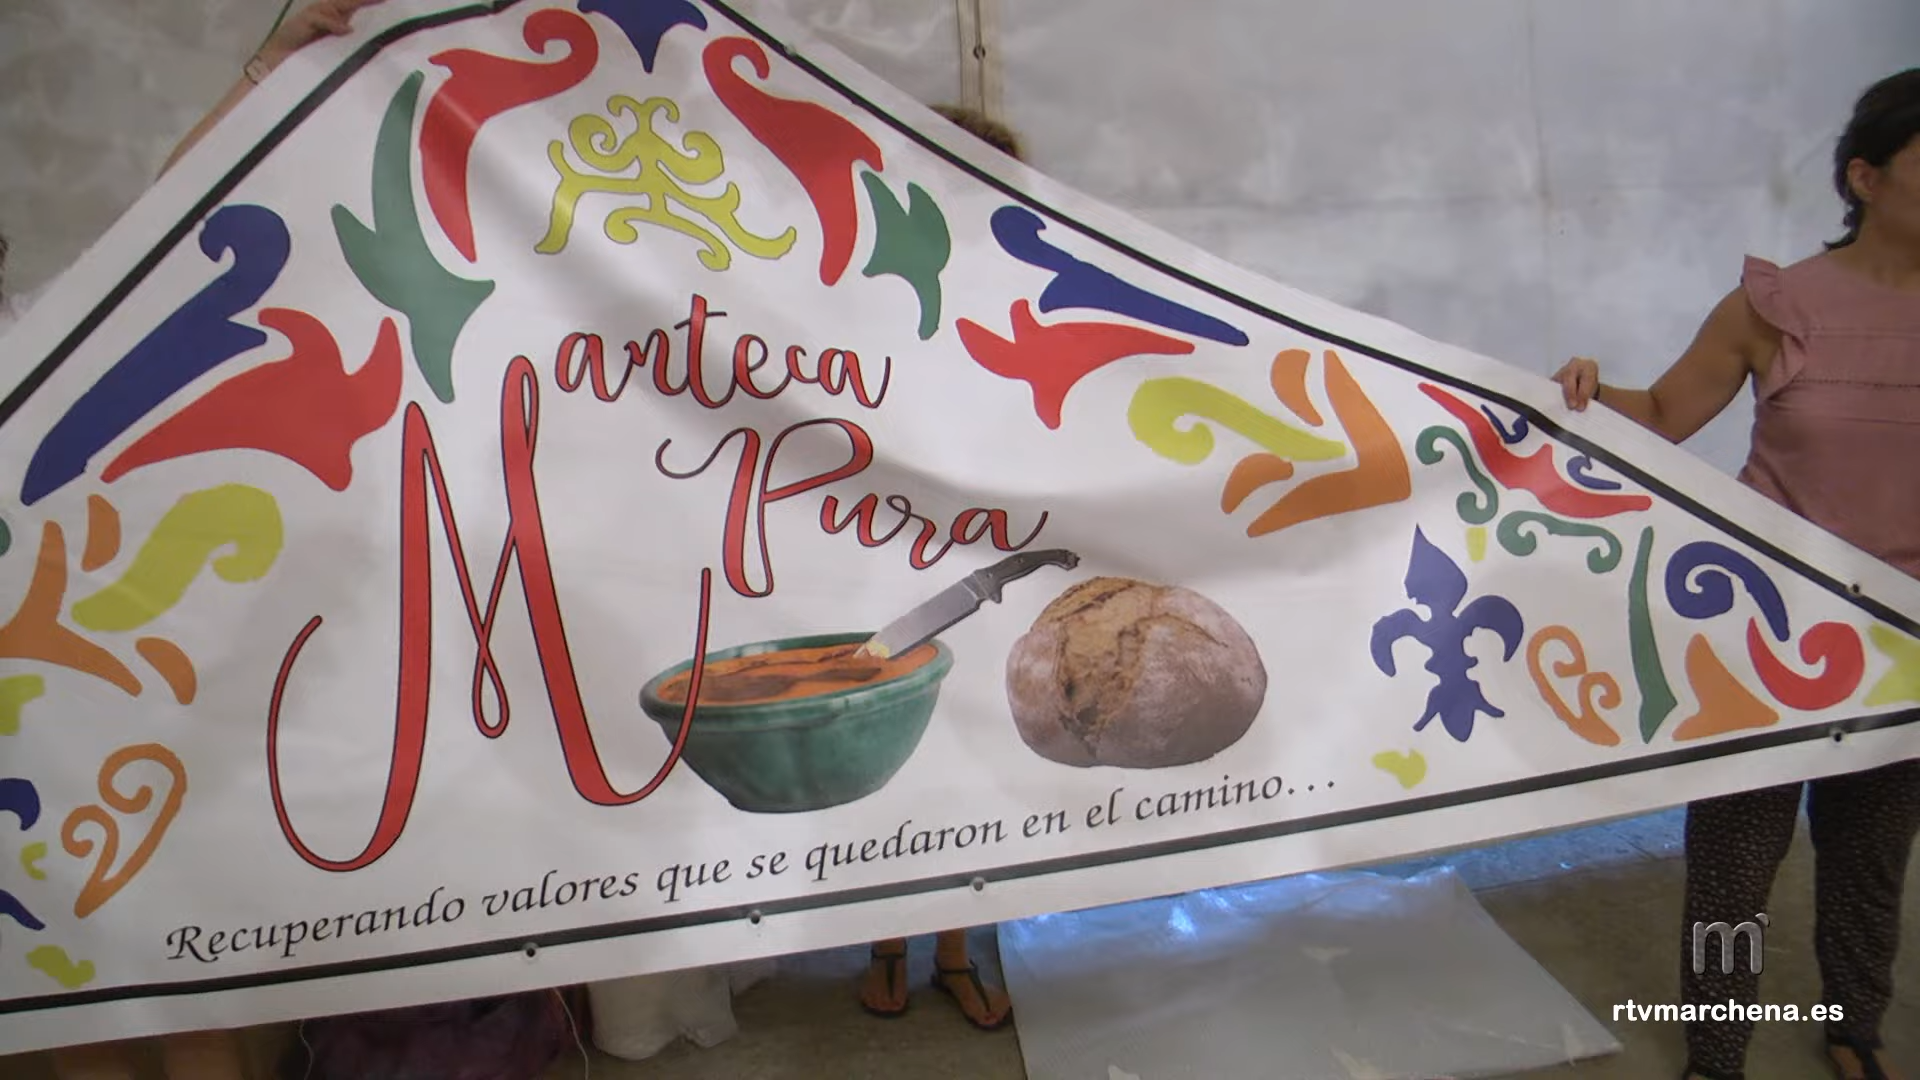 Manteca
Pura
Recuperando valores que se quedaron en el camino...
m
rtvmarchena.es